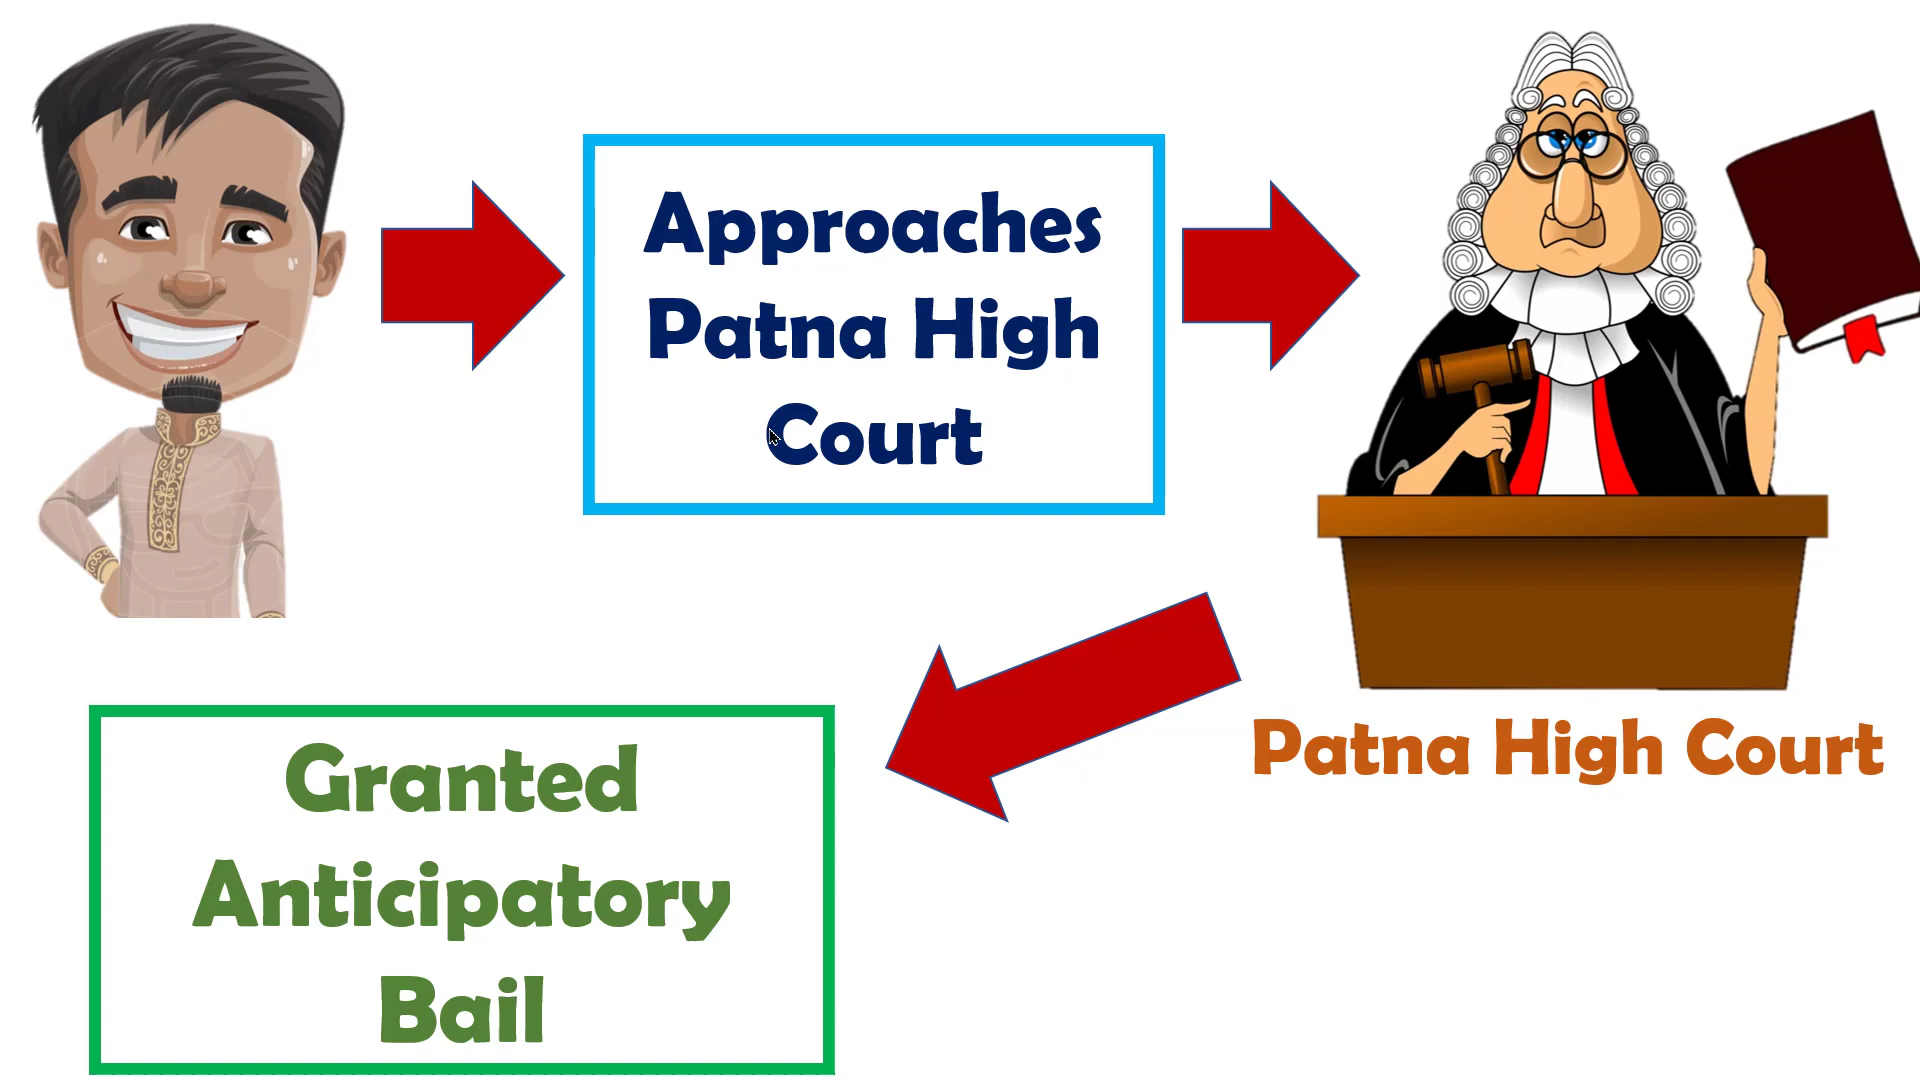 Approaches
Patna High
Court
Patna High Court
Granted
Anticipatory
Bail